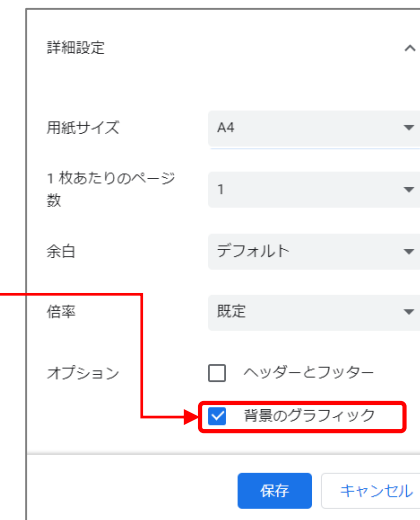 詳細設定
用紙サイズ A4
1 枚あたりのページ
数 1
余白 デフォルト
倍率 既定
オプション ヘッダーとフッター
背景のグラフィック
保存 キャンセル